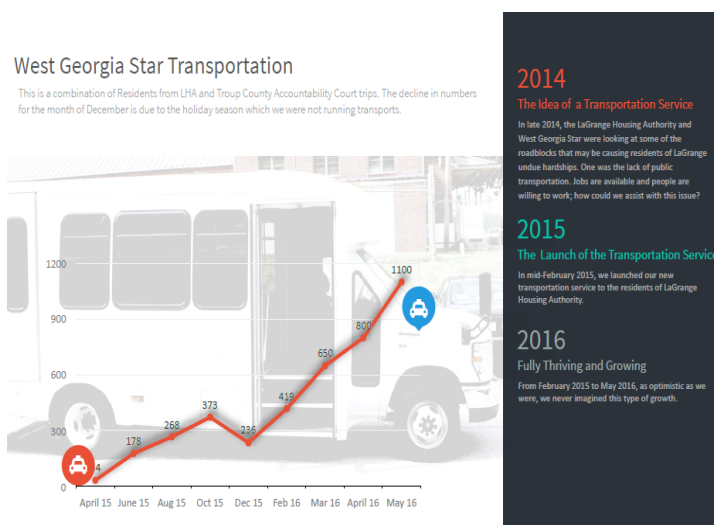 West Georgia Star Transportation
This is a combination of Residents from LHA and Troup County Accountability Court trips. The decline in numbers
for the month of December is due to the holiday season which we were not running transports.
1200
900
600
300
0
4
178
268
373
236
419
650
800
1100
April 15 June 15 Aug 15 Oct 15 Dec 15 Feb 16 Mar 16 April 16 May 16
2014
The Idea of a Transportation Service
In late 2014, the LaGrange Housing Authority and
West Georgia Star were looking at some of the
roadblocks that may be causing residents of LaGrange
undue hardships. One was the lack of public
transportation. Jobs are available and people are
willing to work; how could we assist with this issue?
2015
The Launch of the Transportation Service
In mid-February 2015, we launched our new
transportation service to the residents of LaGrange
Housing Authority.
2016
Fully Thriving and Growing
From February 2015 to May 2016, as optimistic as we
were, we never imagined this type of growth.